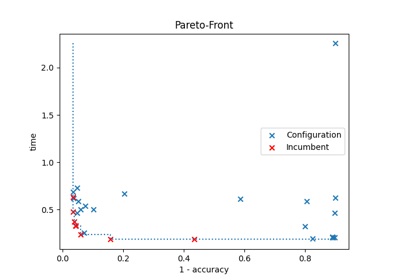 Pareto-Front
2.0
1.5
1.0
0.5
time
Configuration
Incumbent
0.0 0.2 0.4 0.6 0.8
1 - accuracy